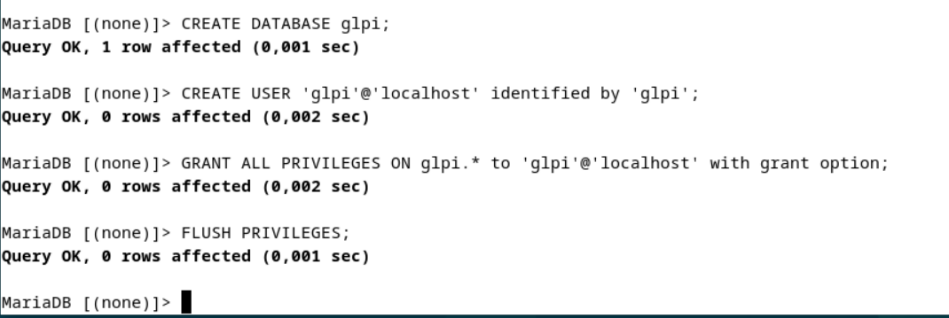 MariaDB [(none)]> CREATE DATABASE glpi;
Query OK, 1 row affected (0,001 sec)
MariaDB [(none)]> CREATE USER 'glpi'@'localhost' identified by 'glpi';
Query OK, 0 rows affected (0,002 sec)
MariaDB [(none)]> GRANT ALL PRIVILEGES ON glpi.* to 'glpi'@'localhost' with grant option;
Query OK, 0 rows affected (0,002 sec)
MariaDB [(none)]> FLUSH PRIVILEGES;
Query OK, 0 rows affected (0,001 sec)
MariaDB [(none)]>